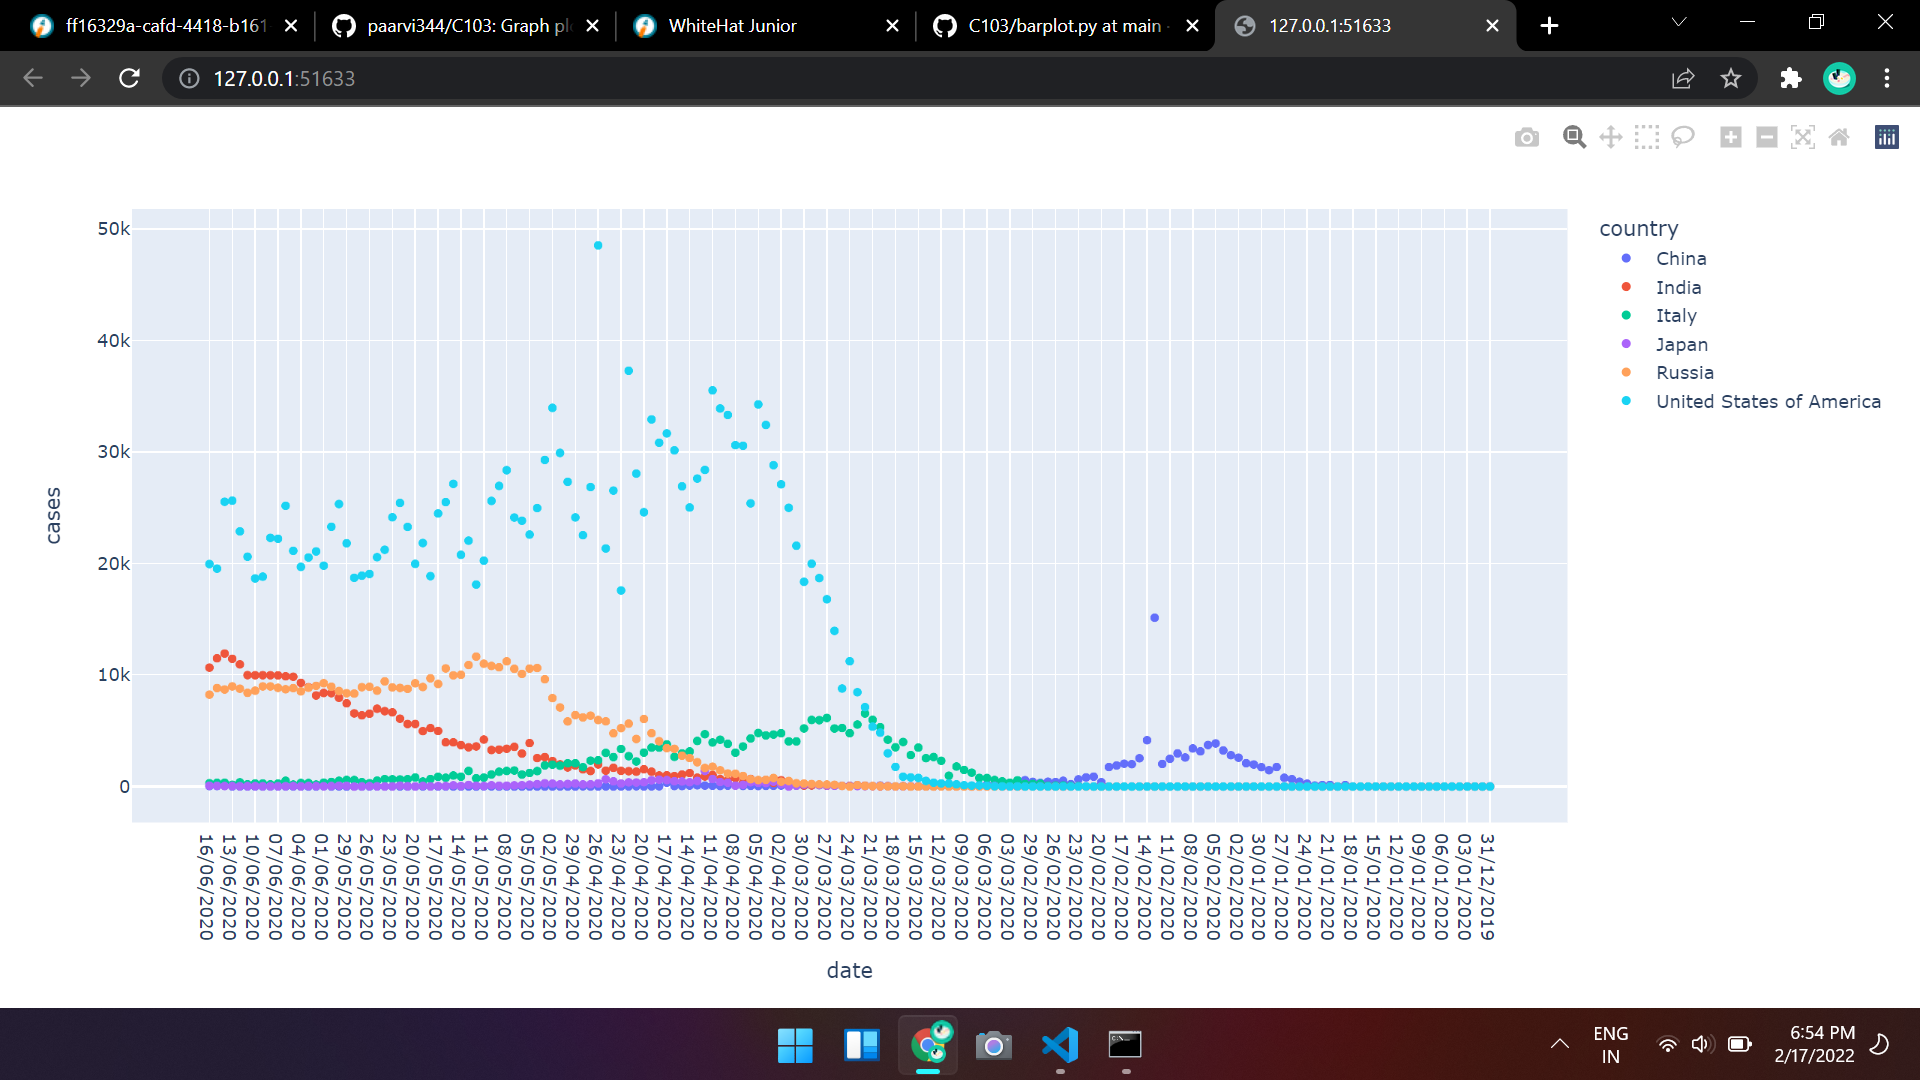 ff16329a-cafd-4418-b161
paarvi344/C103: Graph pl
WhiteHat Junior
C103/barplot.py at main
127.0.0.1:51633
127.0.0.1:51633
50k
40k
30k
20k
10k
0
cases
country
China
India
Italy
Japan
Russia
United States of America
16/06/2020
13/06/2020
10/06/2020
07/06/2020
04/06/2020
01/06/2020
29/05/2020
26/05/2020
23/05/2020
20/05/2020
17/05/2020
14/05/2020
11/05/2020
08/05/2020
05/05/2020
02/05/2020
29/04/2020
26/04/2020
23/04/2020
20/04/2020
17/04/2020
14/04/2020
11/04/2020
08/04/2020
05/04/2020
02/04/2020
30/03/2020
27/03/2020
24/03/2020
21/03/2020
18/03/2020
15/03/2020
12/03/2020
09/03/2020
06/03/2020
03/03/2020
29/02/2020
26/02/2020
23/02/2020
20/02/2020
17/02/2020
14/02/2020
11/02/2020
08/02/2020
05/02/2020
02/02/2020
30/01/2020
27/01/2020
24/01/2020
21/01/2020
18/01/2020
15/01/2020
12/01/2020
09/01/2020
06/01/2020
03/01/2020
31/12/2019
date
ENG
IN
6:54 PM
2/17/2022